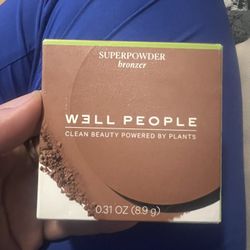 SUPERPOWDER
bronzer
W3LL PEOPLE
CLEAN BEAUTY POWERED BY PLANTS
0.31 OZ (8.9 g)